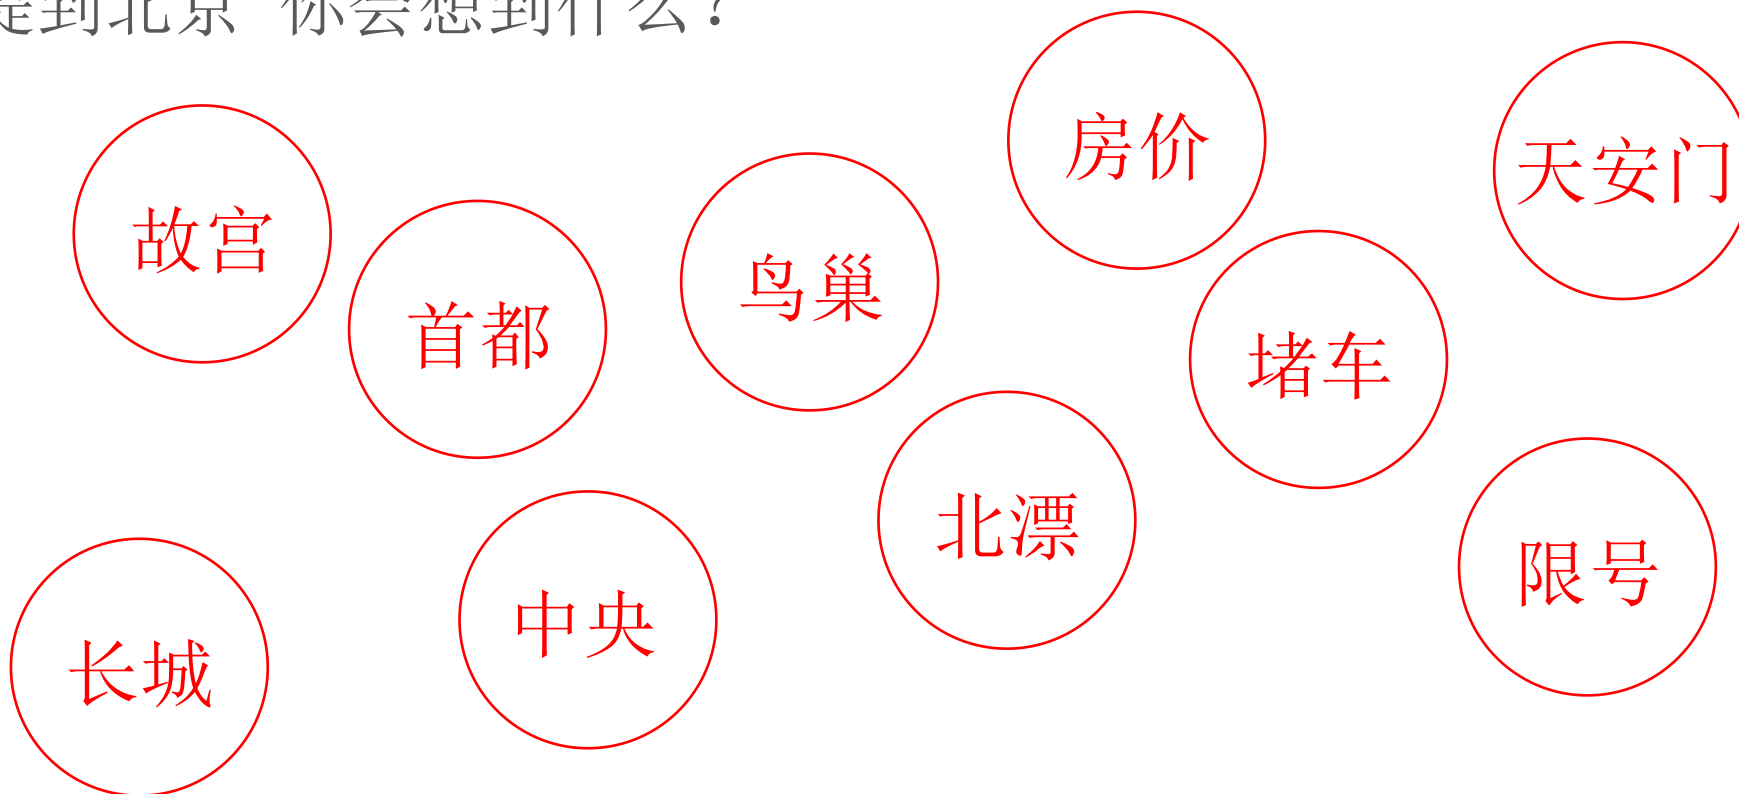 提到北京 你会想到什么？
房价
天安门
故宫
鸟巢
首都
堵车
北漂
限号
中央
长城